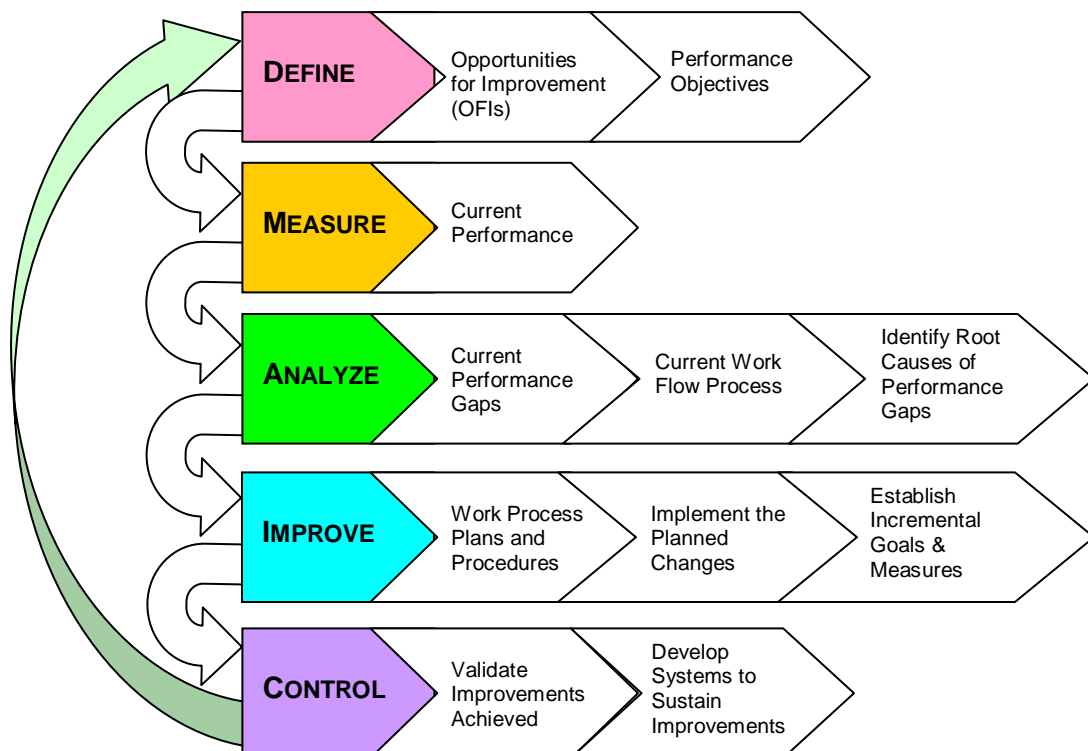 DEFINE
Opportunities
for Improvement
(OFIs)
Performance
Objectives
MEASURE
Current
Performance
ANALYZE
Current
Performance
Gaps
Current Work
Flow Process
Identify Root
Causes of
Performance
Gaps
IMPROVE
Work Process
Plans and
Procedures
Implement the
Planned
Changes
Establish
Incremental
Goals &
Measures
CONTROL
Validate
Improvements
Achieved
Develop
Systems to
Sustain
Improvements